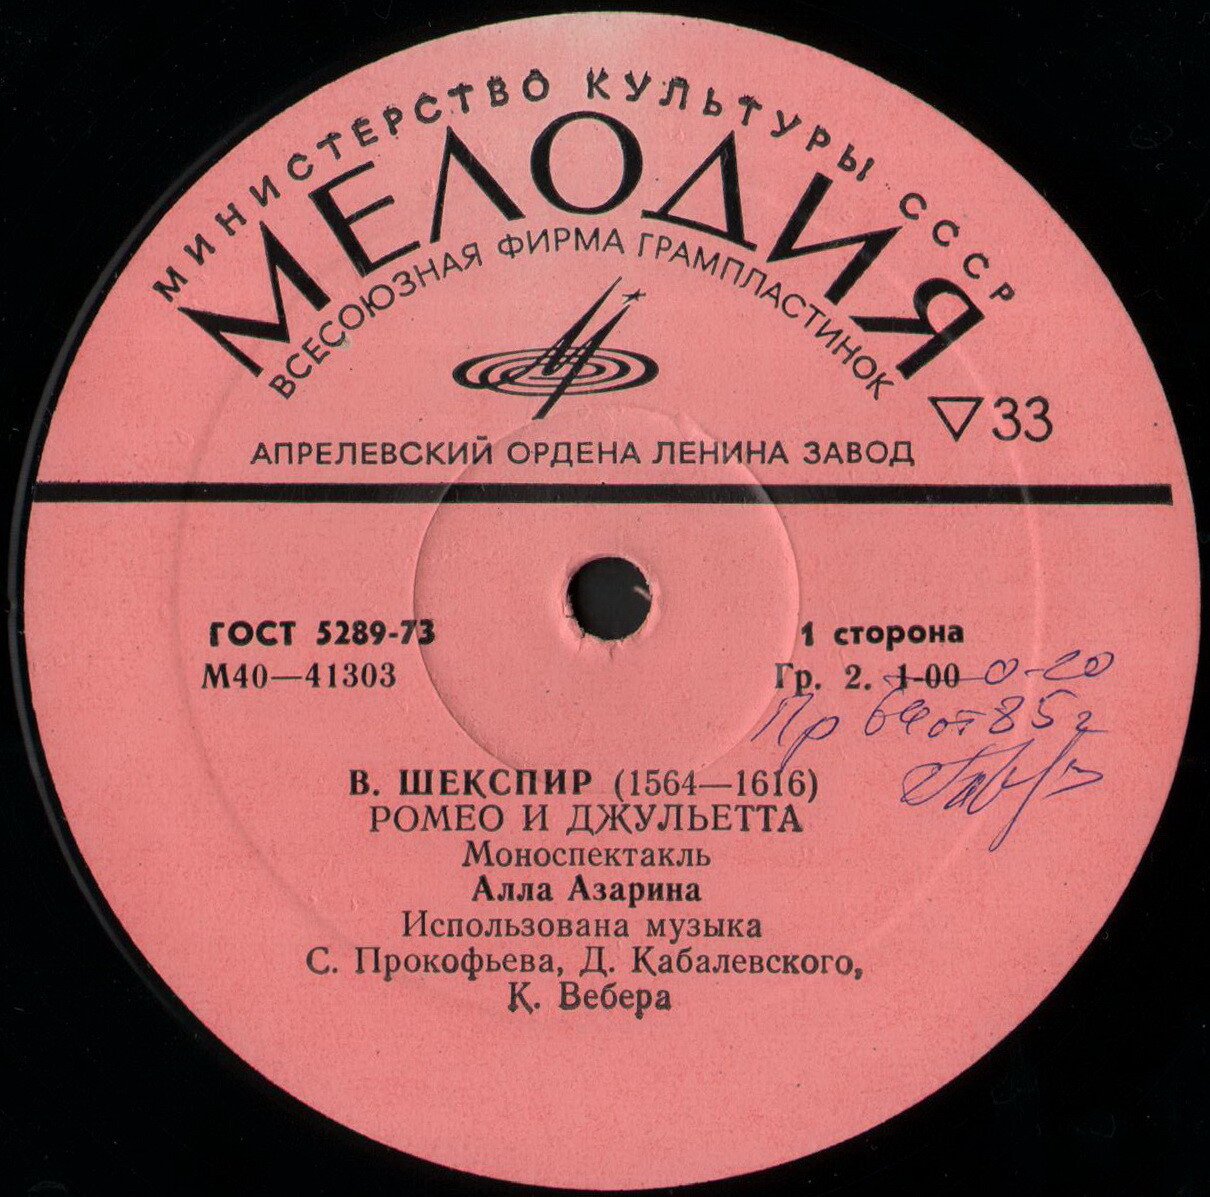 МИНИСТЕРСТВО КУЛЬТУРЫ СССР
МЕЛОДИЯ
ВСЕСОЮЗНАЯ ФИРМА ГРАМПЛАСТИНОК
33
АПРЕЛЕВСКИЙ ОРДЕНА ЛЕНИНА ЗАВОД
ГОСТ 5289-73
М40—41303
1 сторона
Гр. 2. 1-00 0-20
Пр 64 от 85г
В. ШЕКСПИР (1564—1616)
РОМЕО И ДЖУЛЬЕТТА
Моноспектакль
Алла Азарина
Использована музыка
С. Прокофьева, Д. Кабалевского,
К. Вебера